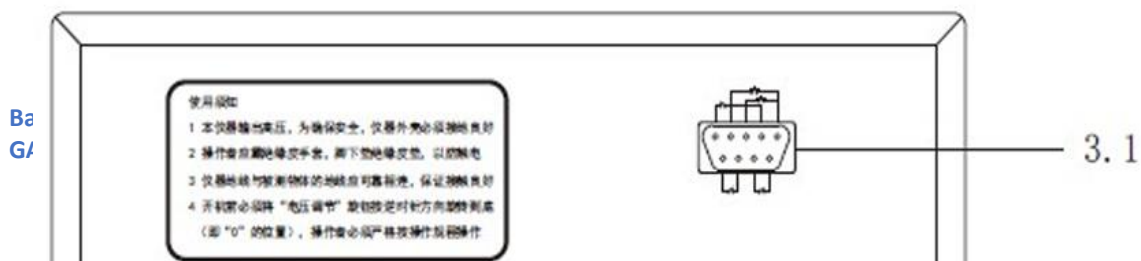 使用须知
1 本仪器输出高压，为确保安全，仪器外壳必须接地良好
2 操作者应戴绝缘皮手套，脚下垫绝缘皮垫，以防触电
3 仪器地线与被测物体的地线应可靠相连，保证接触良好
4 开机前必须将“电压调节”旋钮按逆时针方向旋转到底
（即“0”的位置），操作者必须严格按操作规程操作
Ba
GA
3.1